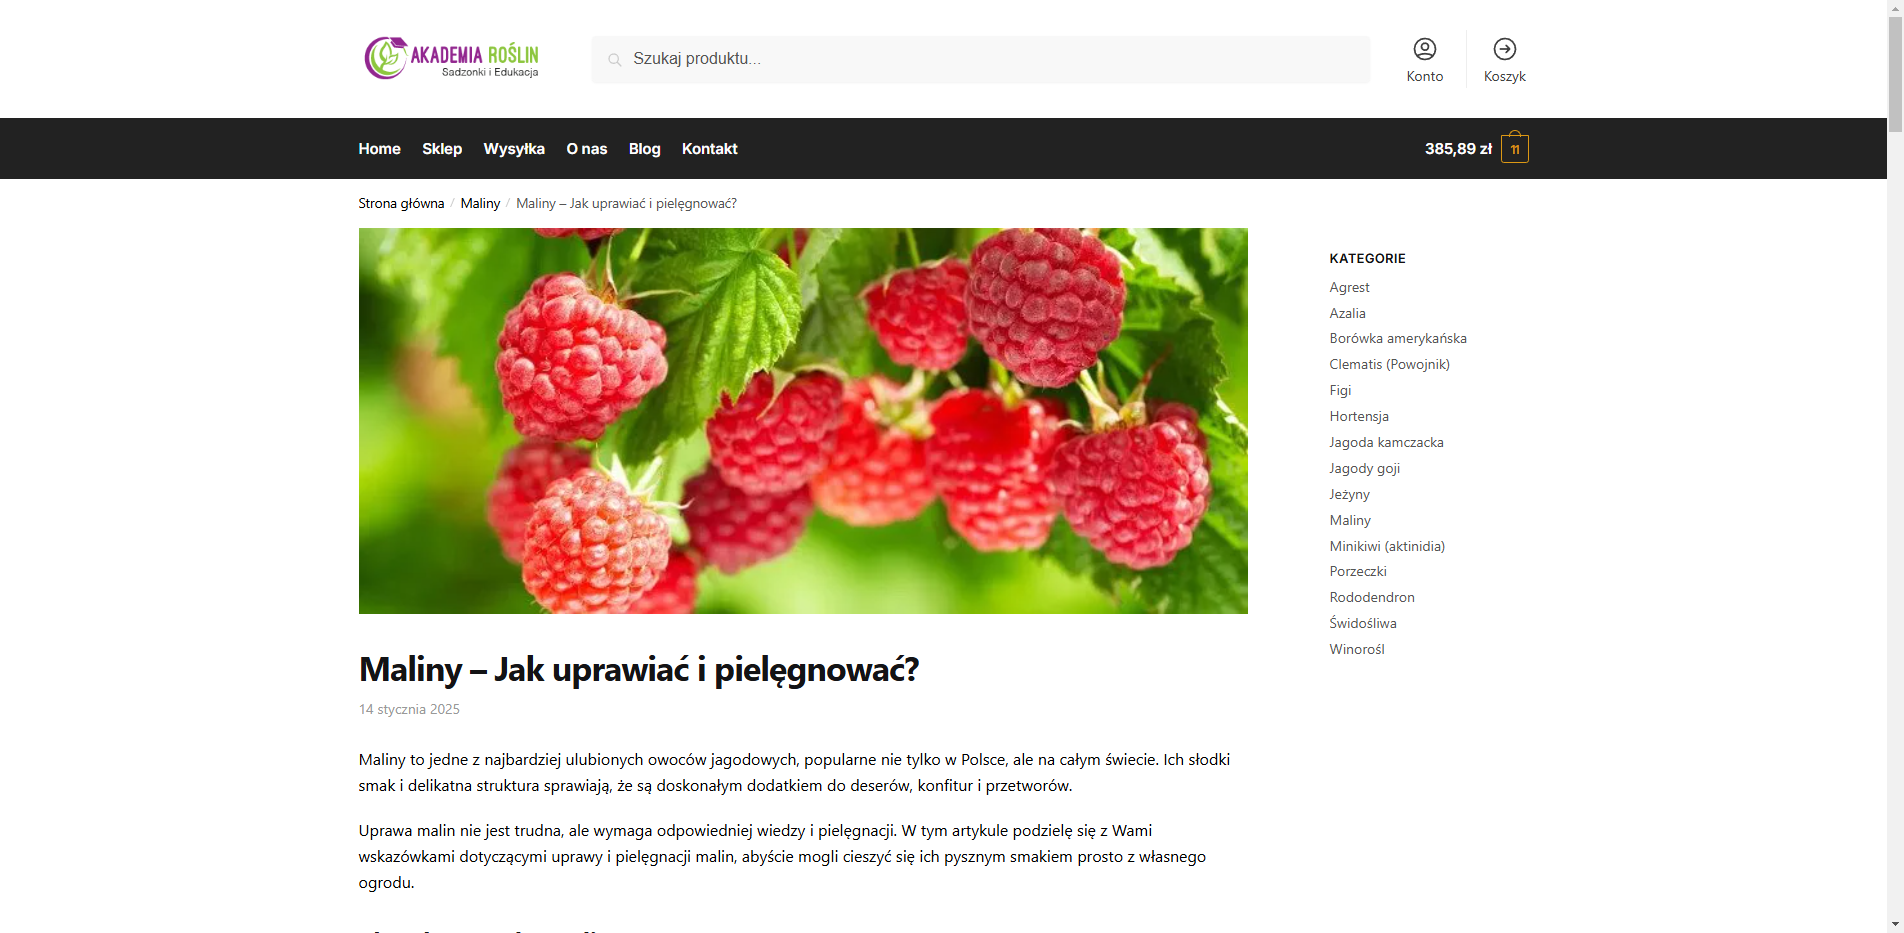 AKADEMIA ROŚLIN
Sadzonki i Edukacja
Szukaj produktu...
Konto
Koszyk
Home
Sklep
Wysyłka
O nas
Blog
Kontakt
385,89 zł
11
Strona główna / Maliny / Maliny – Jak uprawiać i pielęgnować?
Maliny – Jak uprawiać i pielęgnować?
14 stycznia 2025
Maliny to jedne z najbardziej ulubionych owoców jagodowych, popularne nie tylko w Polsce, ale na całym świecie. Ich słodki
smak i delikatna struktura sprawiają, że są doskonałym dodatkiem do deserów, konfitur i przetworów.
Uprawa malin nie jest trudna, ale wymaga odpowiedniej wiedzy i pielęgnacji. W tym artykule podzielę się z Wami
wskazówkami dotyczącymi uprawy i pielęgnacji malin, abyście mogli cieszyć się ich pysznym smakiem prosto z własnego
ogrodu.
KATEGORIE
Agrest
Azalia
Borówka amerykańska
Clematis (Powojnik)
Figi
Hortensja
Jagoda kamczacka
Jagody goji
Jeżyny
Maliny
Minikiwi (aktinidia)
Porzeczki
Rododendron
Świdośliwa
Winorośl